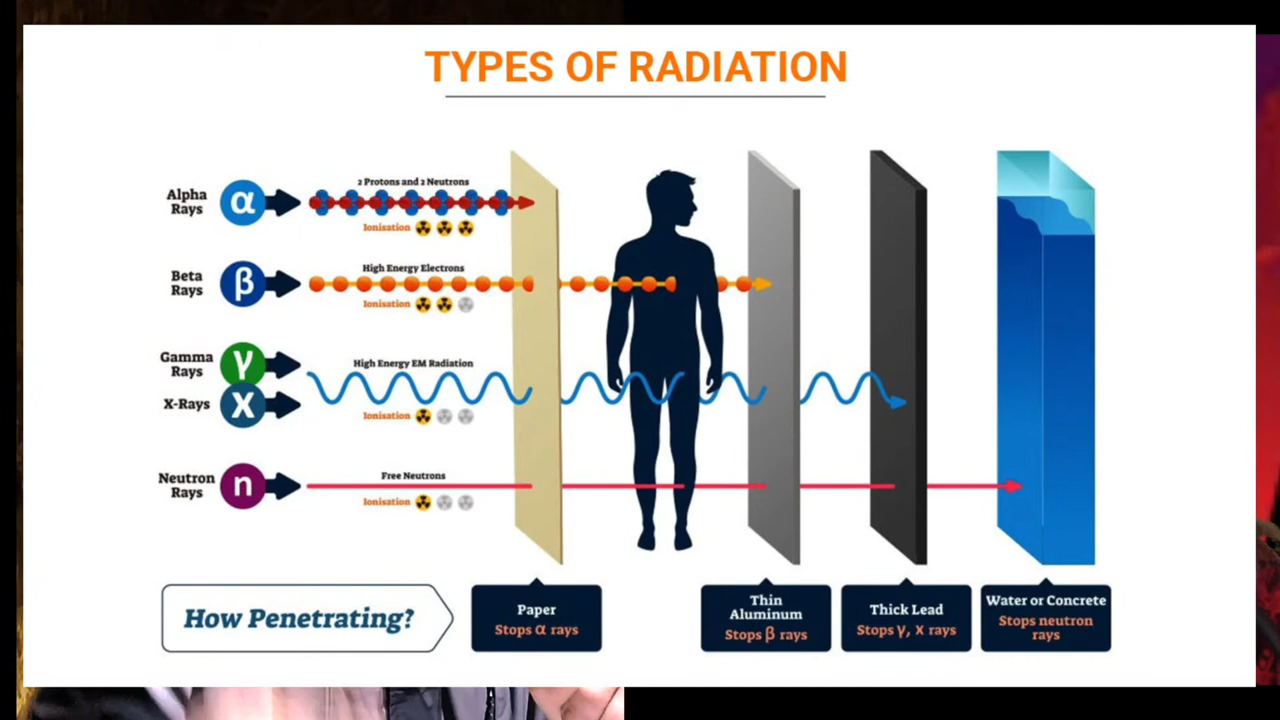 TYPES OF RADIATION
Alpha
Rays
α
2 Protons and 2 Neutrons
Ionisation
Beta
Rays
β
High Energy Electrons
Ionisation
Gamma
Rays
γ
High Energy EM Radiation
X-Rays
X
Ionisation
Neutron
Rays
n
Free Neutrons
Ionisation
How Penetrating?
Paper
Stops α rays
Thin
Aluminum
Stops β rays
Thick Lead
Stops γ, x rays
Water or Concrete
Stops neutron
rays